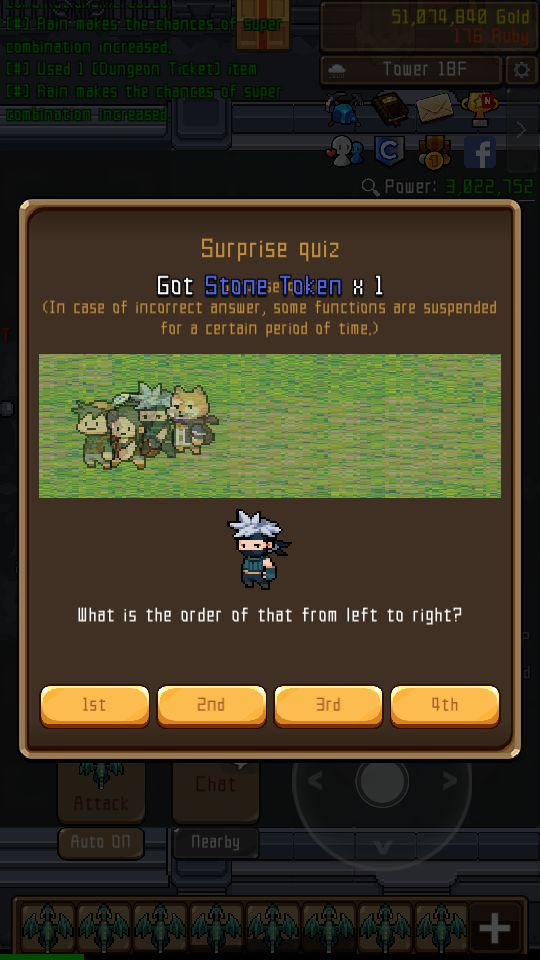 combination increased.
[#] Rain makes the chances of super
combination increased.
[#] Used 1 [Dungeon Ticket] item
[#] Rain makes the chances of super
combination increased
51,074,840 Gold
176 Ruby
Tower 18F
Power: 3,022,752
Surprise quiz
Got Stone Token x 1
(In case of incorrect answer, some functions are suspended
for a certain period of time.)
What is the order of that from left to right?
1st 2nd 3rd 4th
Attack Chat
Auto ON Nearby